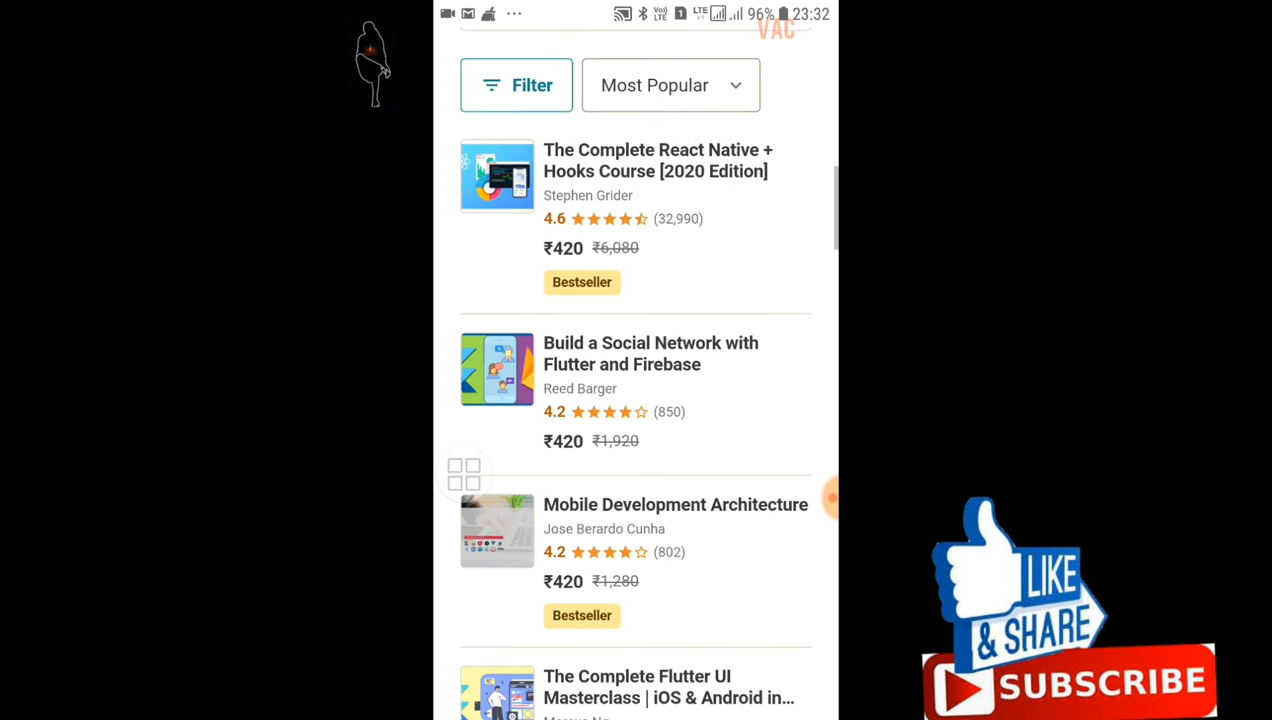 96% 23:32
VAC
Filter
Most Popular
The Complete React Native +
Hooks Course [2020 Edition]
Stephen Grider
4.6 (32,990)
₹420 ₹6,080
Bestseller
Build a Social Network with
Flutter and Firebase
Reed Barger
4.2 (850)
₹420 ₹1,920
Mobile Development Architecture
Jose Berardo Cunha
4.2 (802)
₹420 ₹1,280
Bestseller
The Complete Flutter UI
Masterclass | iOS & Android in...
LIKE
& SHARE
SUBSCRIBE